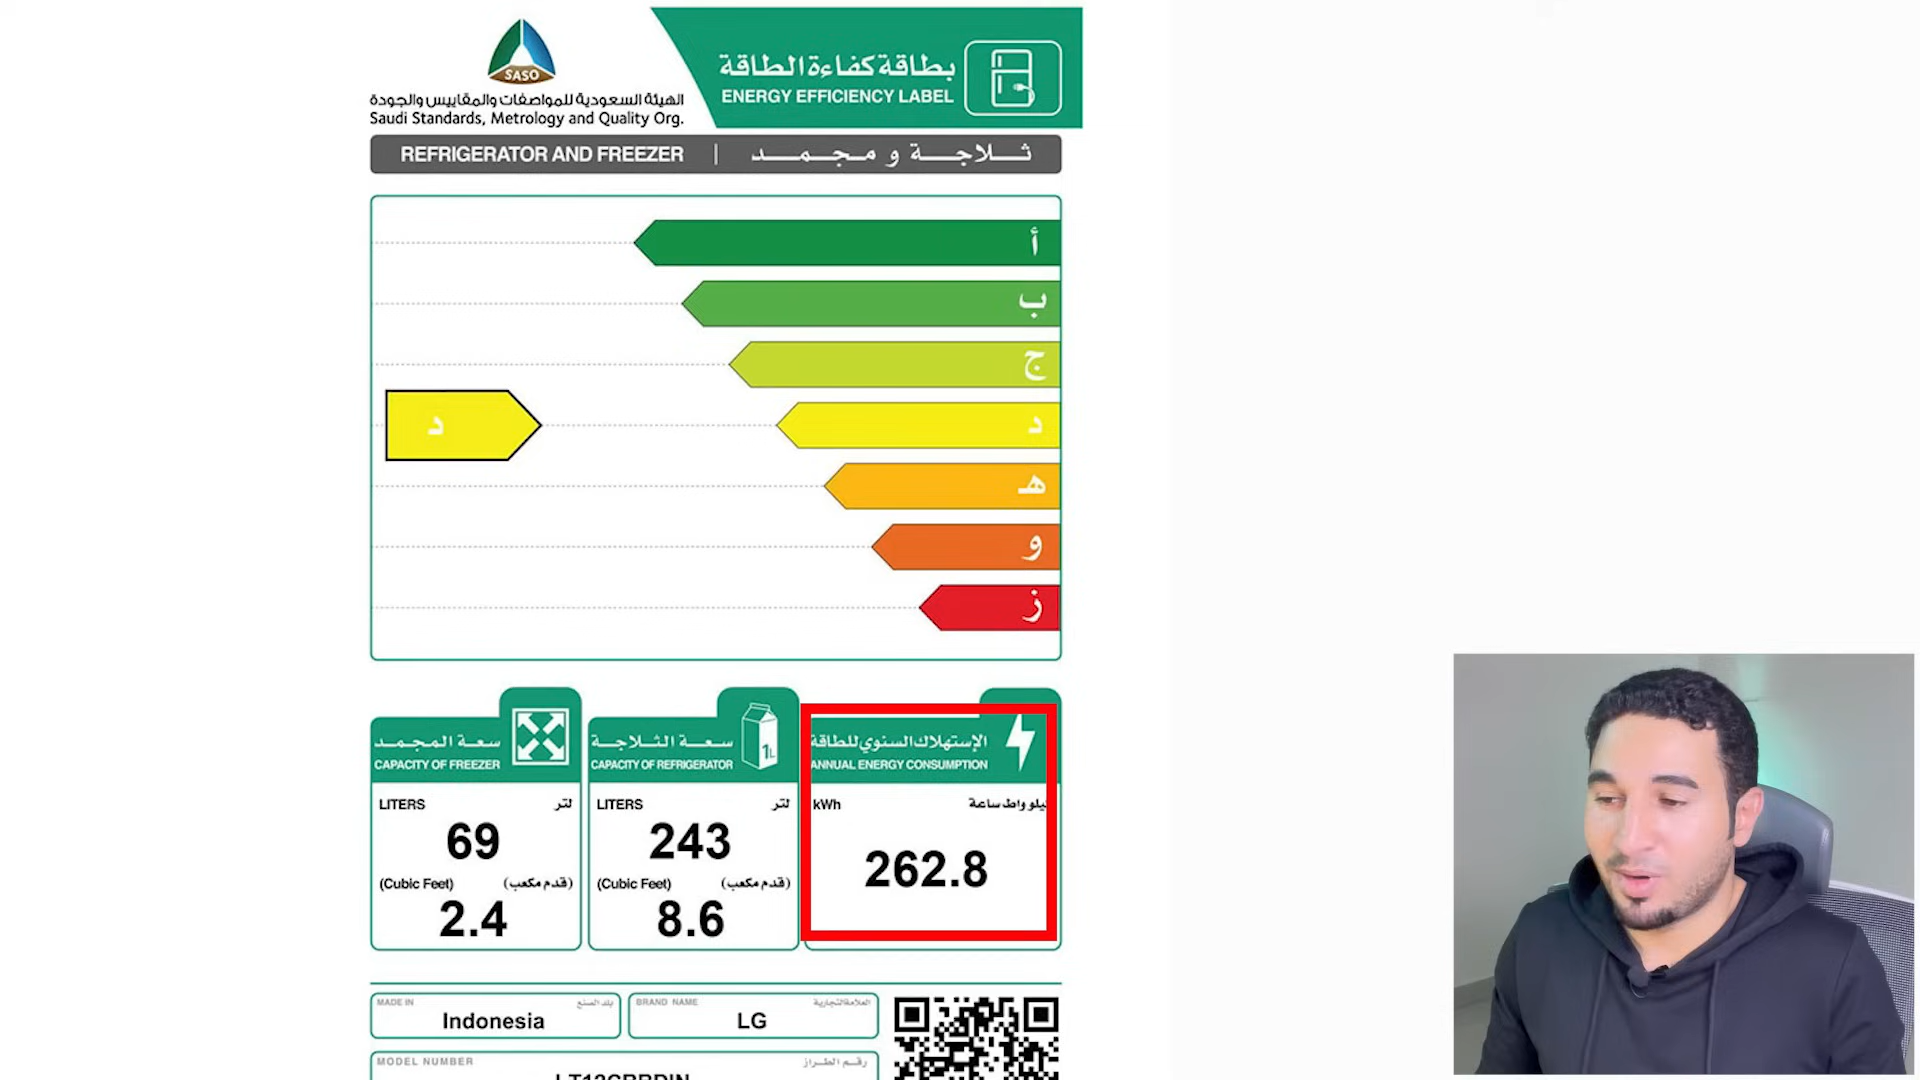 SASO
الهيئة السعودية للمواصفات والمقاييس والجودة
Saudi Standards, Metrology and Quality Org.
بطاقة كفاءة الطاقة
ENERGY EFFICIENCY LABEL
REFRIGERATOR AND FREEZER | ثلاجة و مجمد
أ
ب
ج
د
د
هـ
و
ز
سعة المجمد
CAPACITY OF FREEZER
LITERS لتر
69
(Cubic Feet) (قدم مكعب)
2.4
1L
سعة الثلاجة
CAPACITY OF REFRIGERATOR
LITERS لتر
243
(Cubic Feet) (قدم مكعب)
8.6
الإستهلاك السنوي للطاقة
ANNUAL ENERGY CONSUMPTION
kWh كيلو واط ساعة
262.8
MADE IN بلد الصنع
Indonesia
BRAND NAME العلامة التجارية
LG
MODEL NUMBER رقم الطراز